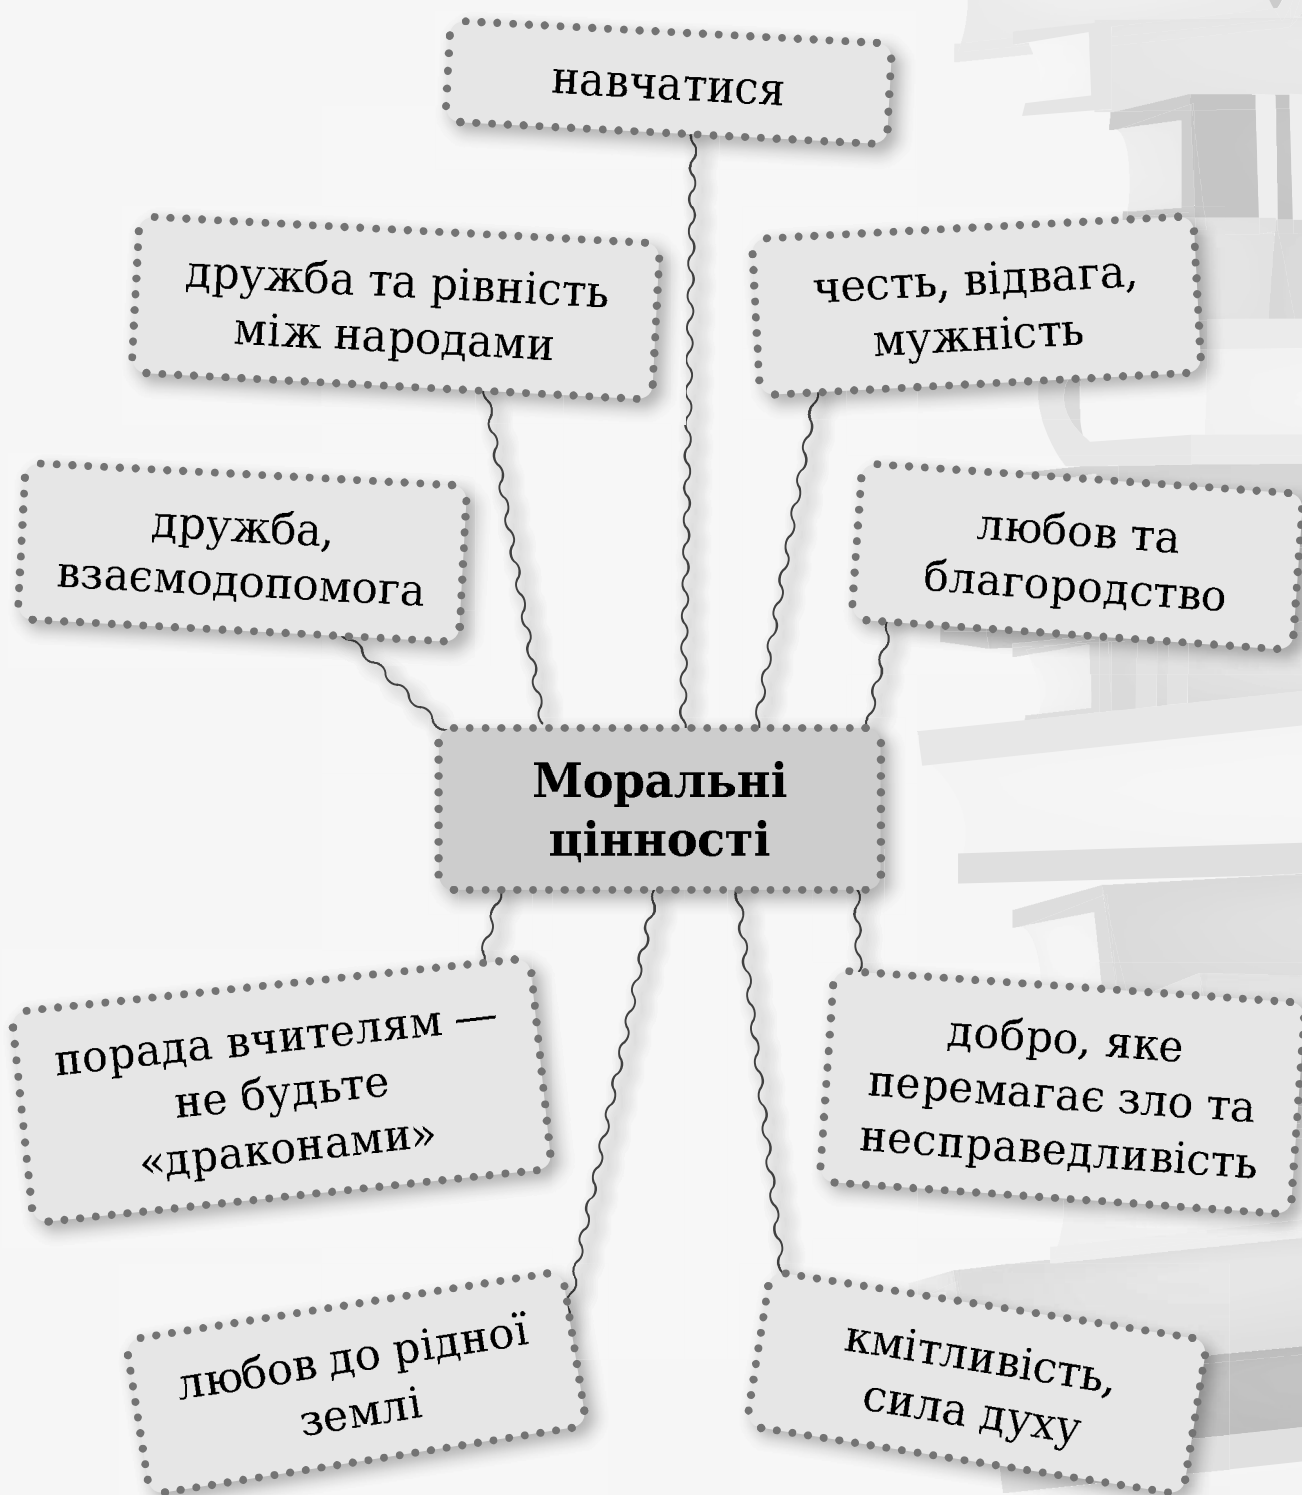 навчатися
дружба та рівність
між народами
честь, відвага,
мужність
дружба,
взаємодопомога
любов та
благородство
Моральні
цінності
порада вчителям —
не будьте
«драконами»
добро, яке
перемагає зло та
несправедливість
любов до рідної
землі
кмітливість,
сила духу